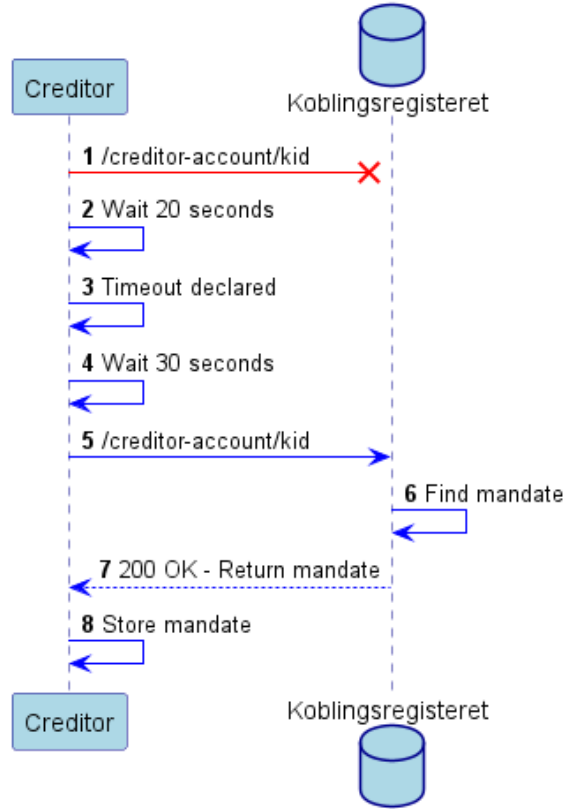 Creditor
Koblingsregisteret
1 /creditor-account/kid
2 Wait 20 seconds
3 Timeout declared
4 Wait 30 seconds
5 /creditor-account/kid
6 Find mandate
7 200 OK - Return mandate
8 Store mandate
Creditor
Koblingsregisteret